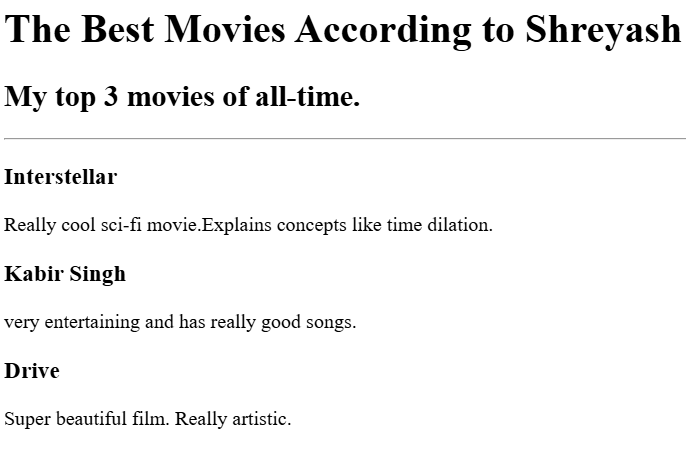 The Best Movies According to Shreyash
My top 3 movies of all-time.
Interstellar
Really cool sci-fi movie.Explains concepts like time dilation.
Kabir Singh
very entertaining and has really good songs.
Drive
Super beautiful film. Really artistic.